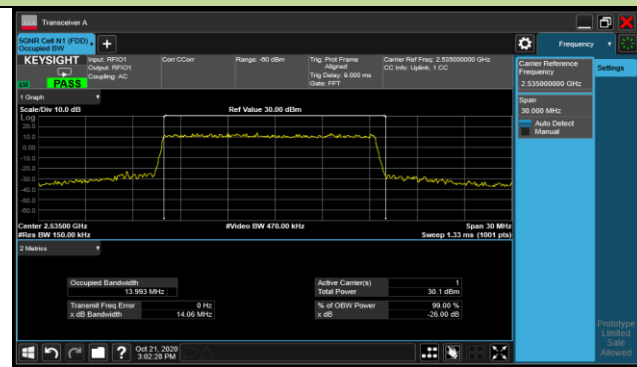 Transceiver A
5GNR Cell N1 (FDD)
Occupied BW
KEYSIGHT
Input: RFIO1
Output: RFIO1
Coupling: AC
Corr CCorr
Range: -60 dBm
Trig: Prot Frame
Aligned
Trig Delay: 9.000 ms
Gate: FFT
Carrier Ref Freq: 2.535000000 GHz
CC Info: Uplink, 1 CC
PASS
Frequency
Settings
Carrier Reference
Frequency
2.535000000 GHz
Span
30.000 MHz
Auto Detect
Manual
1 Graph
Scale/Div 10.0 dB
Ref Value 30.00 dBm
Log
20.0
10.0
0.00
-10.0
-20.0
-30.0
-40.0
-50.0
-60.0
Center 2.53500 GHz
#Video BW 470.00 kHz
Span 30 MHz
#Res BW 150.00 kHz
Sweep 1.33 ms (1001 pts)
2 Metrics
Occupied Bandwidth
13.993 MHz
Active Carrier(s) 1
Total Power 30.1 dBm
Transmit Freq Error 0 Hz
x dB Bandwidth 14.06 MHz
% of OBW Power 99.00 %
x dB -26.00 dB
Prototype
Limited
Sale
Allowed
Oct 21, 2020
3:02:28 PM